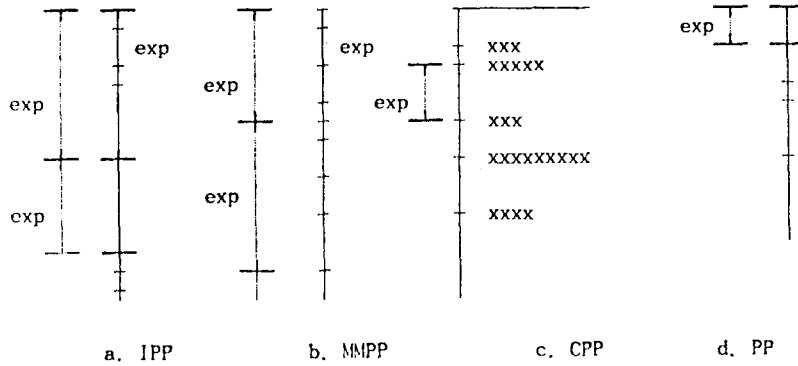 exp
exp
exp
exp
exp
exp
exp
exp
xxx
xxxxx
xxx
xxxxxxxxx
xxxx
a. IPP
b. MMPP
c. CPP
d. PP